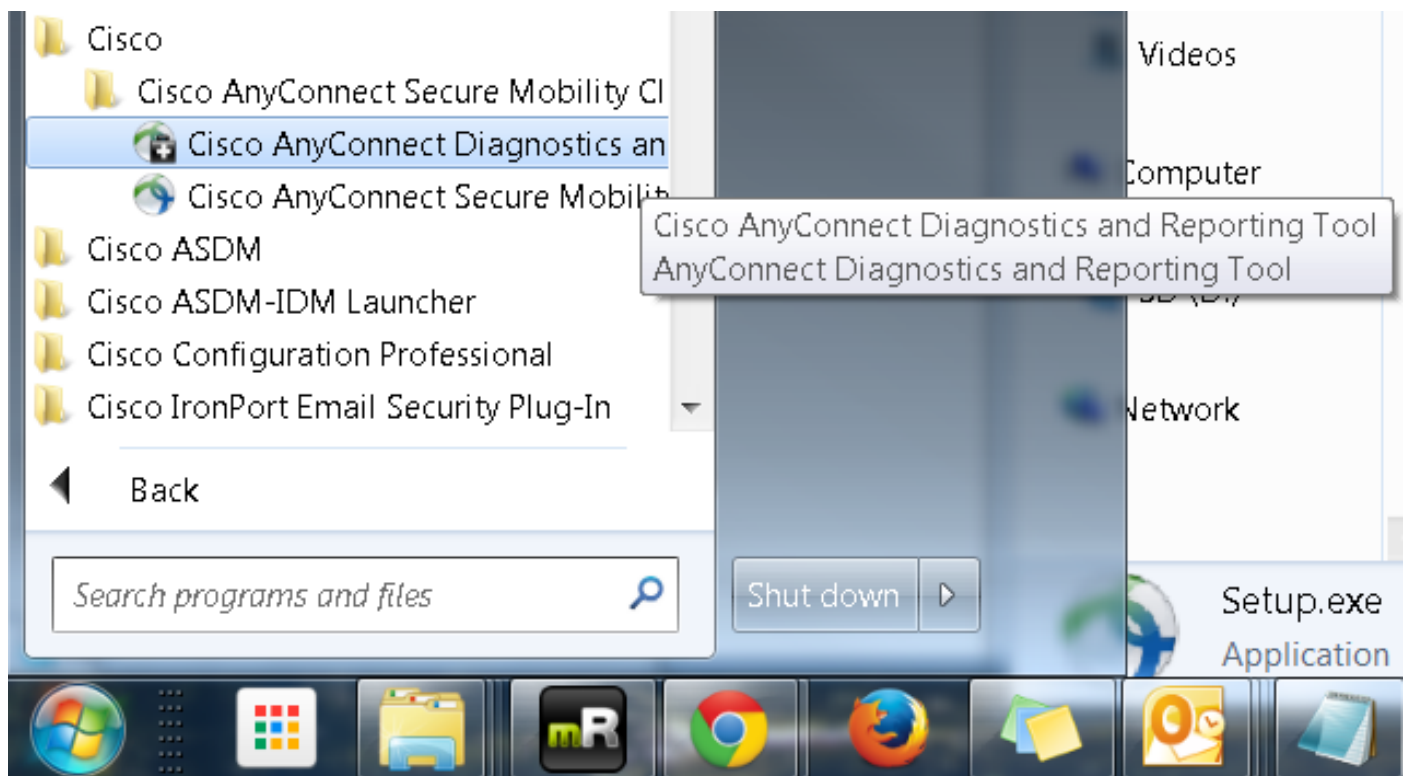 Cisco
Cisco AnyConnect Secure Mobility Cl
Cisco AnyConnect Diagnostics an
Cisco AnyConnect Secure Mobilit
Cisco ASDM
Cisco ASDM-IDM Launcher
Cisco Configuration Professional
Cisco IronPort Email Security Plug-In
Back
Search programs and files
Shut down
Cisco AnyConnect Diagnostics and Reporting Tool
AnyConnect Diagnostics and Reporting Tool
Videos
Computer
Network
Setup.exe
Application
mR